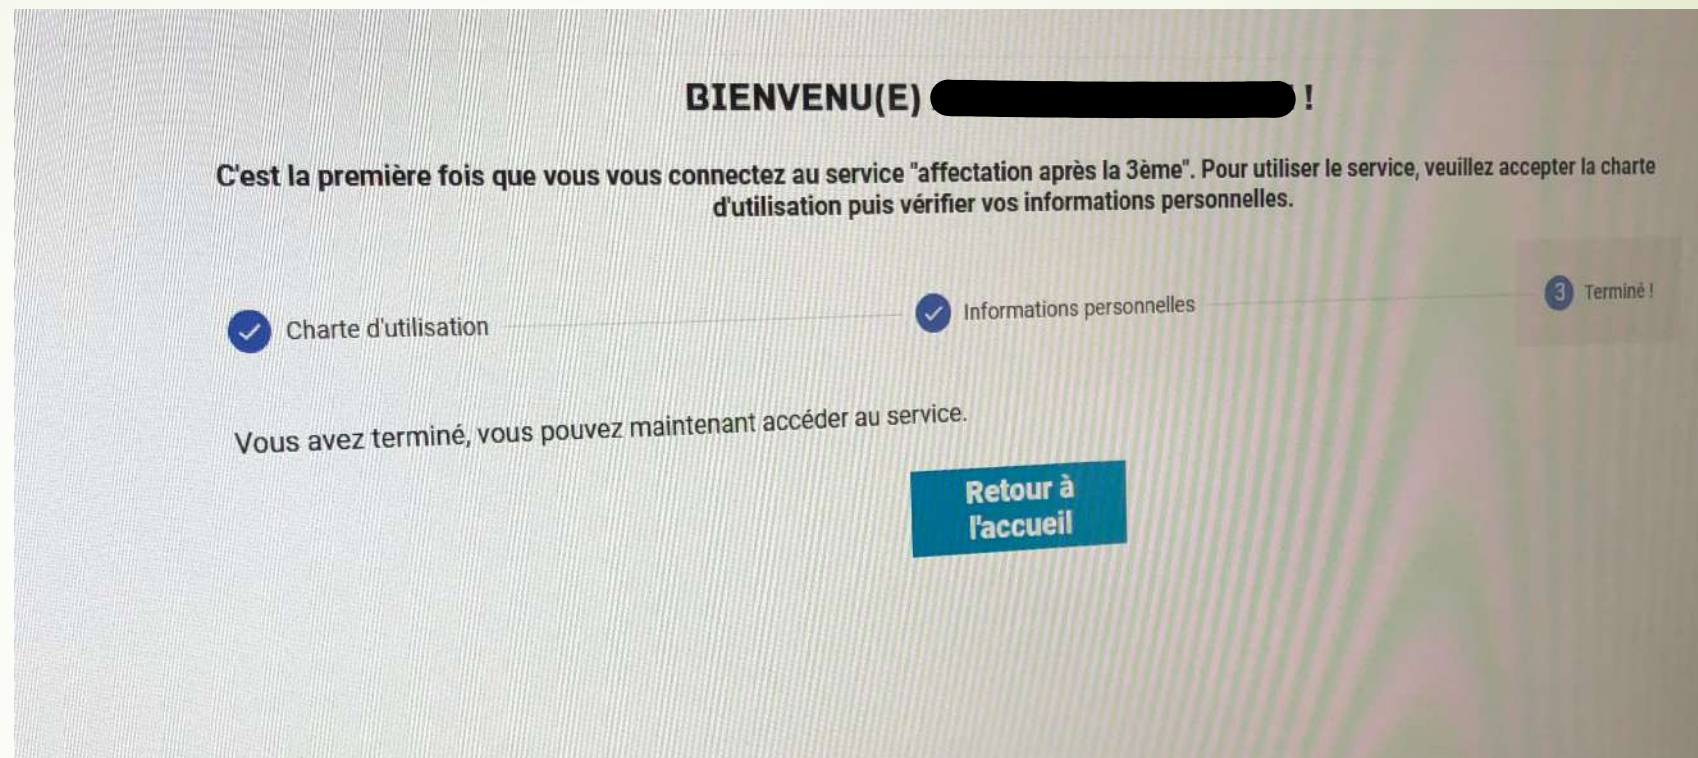 BIENVENU(E) !
C'est la première fois que vous vous connectez au service "affectation après la 3ème". Pour utiliser le service, veuillez accepter la charte
d'utilisation puis vérifier vos informations personnelles.
Charte d'utilisation
Informations personnelles
3 Terminé !
Vous avez terminé, vous pouvez maintenant accéder au service.
Retour à
l'accueil